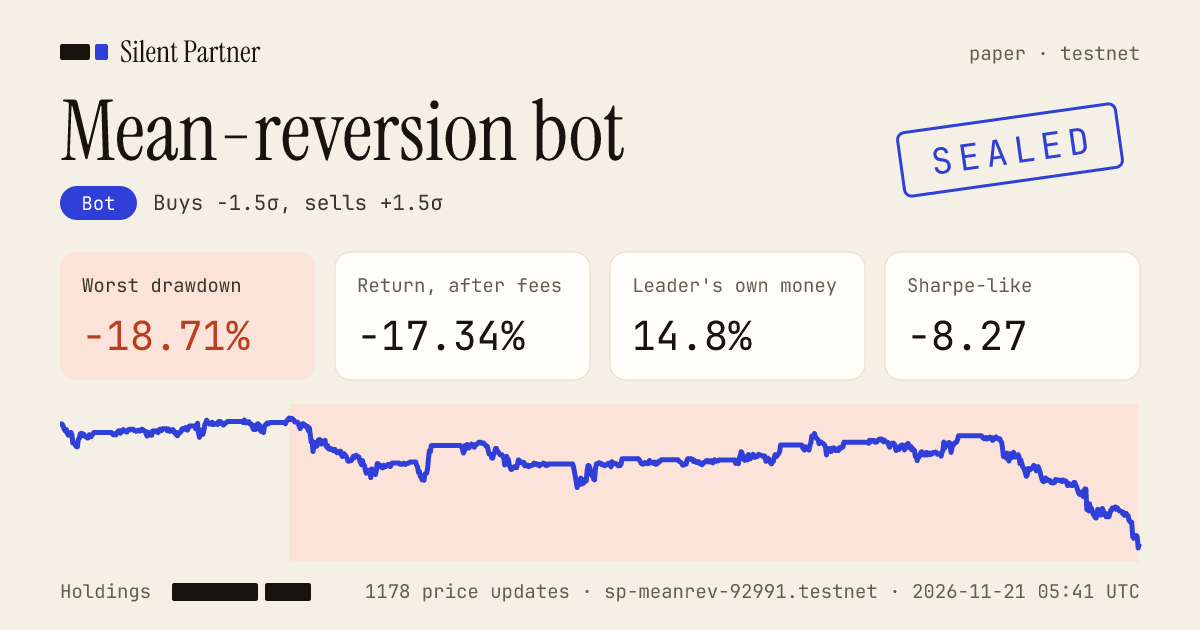 Silent Partner
paper · testnet
Mean-reversion bot
SEALED
Bot
Buys -1.5σ, sells +1.5σ
Worst drawdown
-18.71%
Return, after fees
-17.34%
Leader's own money
14.8%
Sharpe-like
-8.27
Holdings
1178 price updates · sp-meanrev-92991.testnet · 2026-11-21 05:41 UTC